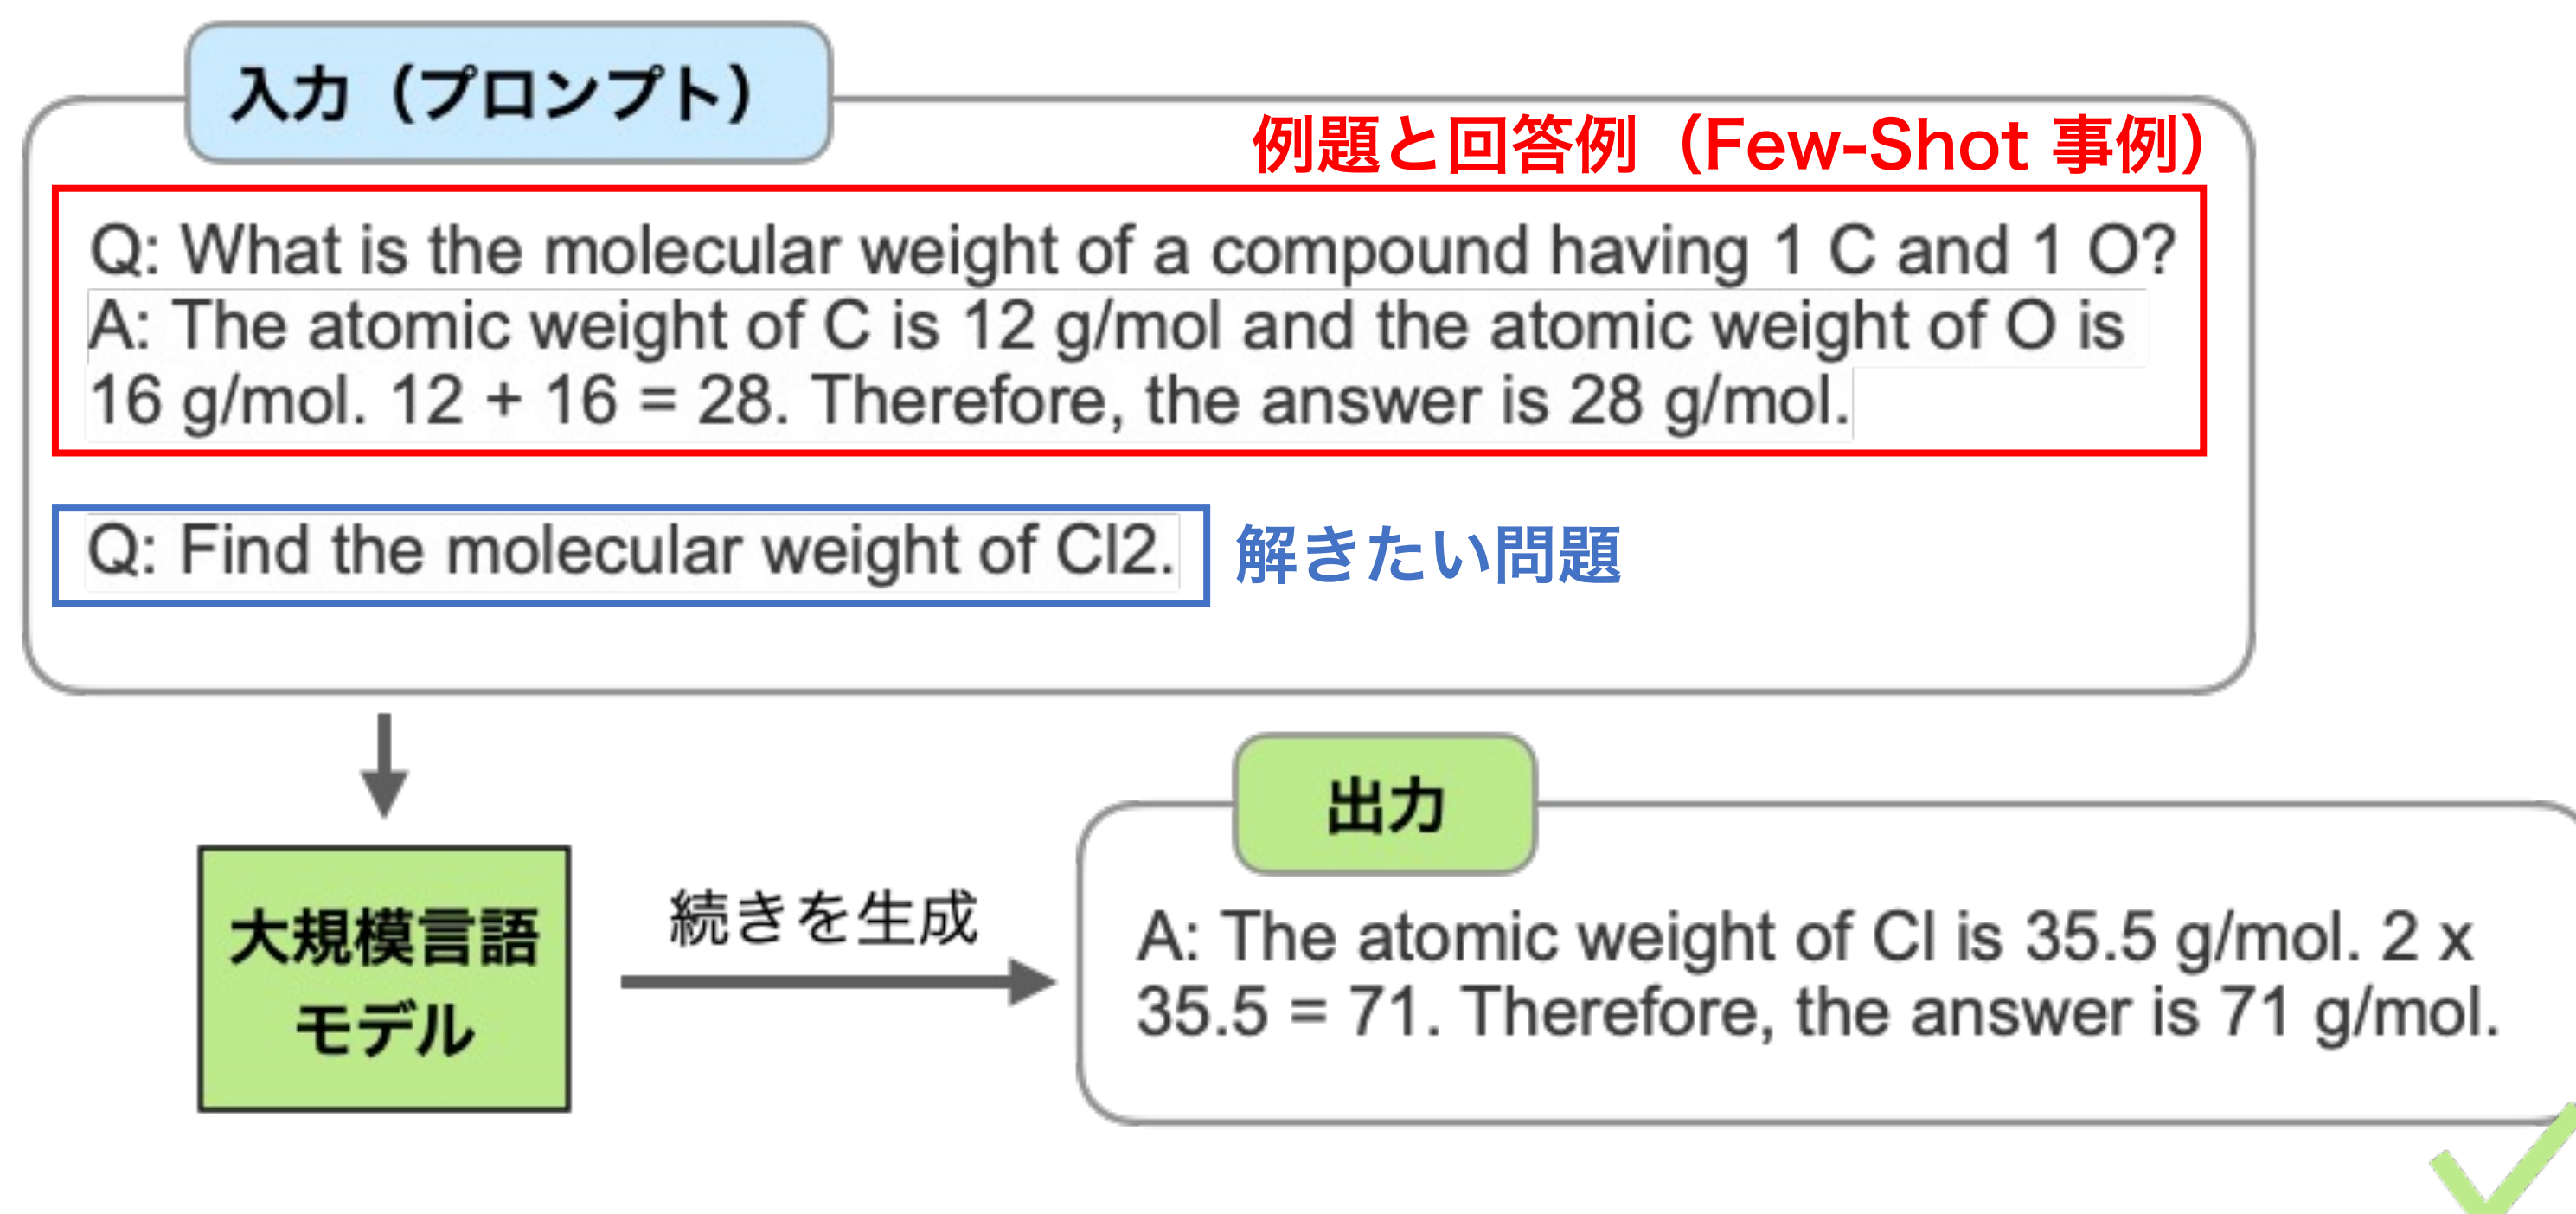 入力（プロンプト）
例題と回答例（Few-Shot 事例）
Q: What is the molecular weight of a compound having 1 C and 1 O?
A: The atomic weight of C is 12 g/mol and the atomic weight of O is
16 g/mol. 12 + 16 = 28. Therefore, the answer is 28 g/mol.
Q: Find the molecular weight of Cl2.
解きたい問題
大規模言語
モデル
続きを生成
出力
A: The atomic weight of Cl is 35.5 g/mol. 2 x
35.5 = 71. Therefore, the answer is 71 g/mol.